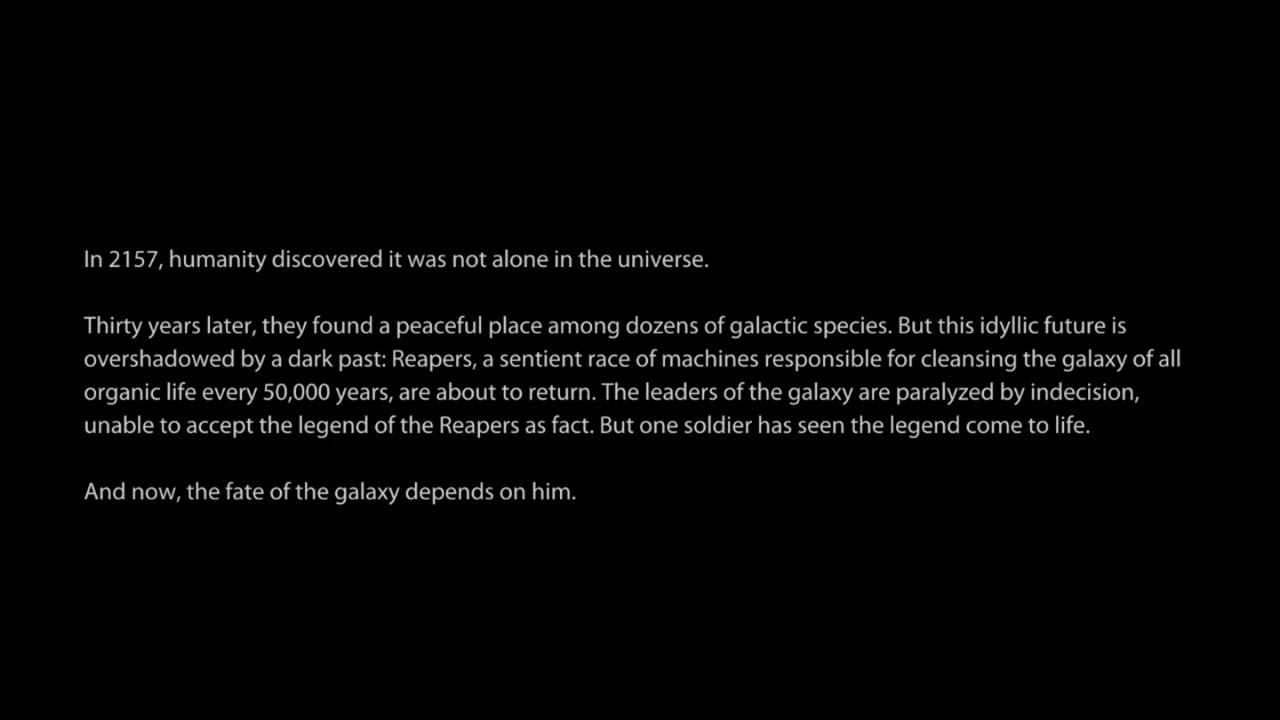 In 2157, humanity discovered it was not alone in the universe.
Thirty years later, they found a peaceful place among dozens of galactic species. But this idyllic future is
overshadowed by a dark past: Reapers, a sentient race of machines responsible for cleansing the galaxy of all
organic life every 50,000 years, are about to return. The leaders of the galaxy are paralyzed by indecision,
unable to accept the legend of the Reapers as fact. But one soldier has seen the legend come to life.
And now, the fate of the galaxy depends on him.